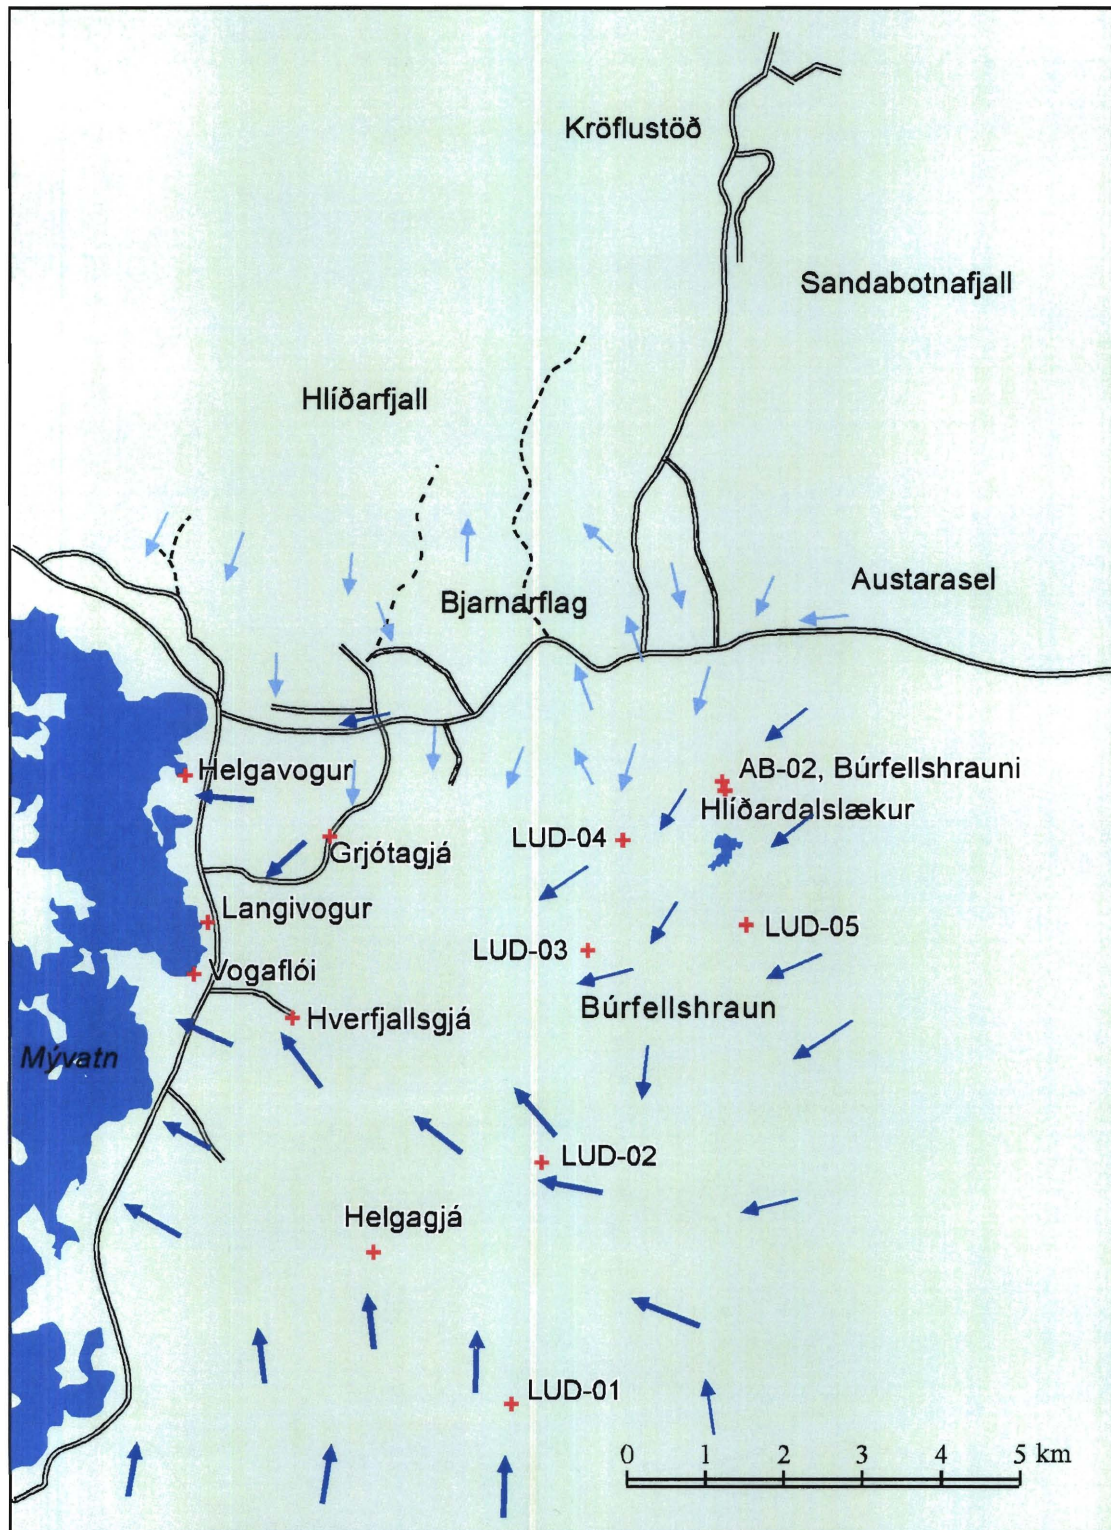 Kröflustöð
Sandabotnafjall
Hlíðarfjall
Austarasel
Bjarnarflag
Helgavogur
AB-02, Búrfellshrauni
Hlíðardalslækur
LUD-04
Grjótagjá
Langivogur
LUD-05
LUD-03
Vogaflói
Búrfellshraun
Hverfjallsgjá
Mývatn
LUD-02
Helgagjá
LUD-01
0 1 2 3 4 5 km